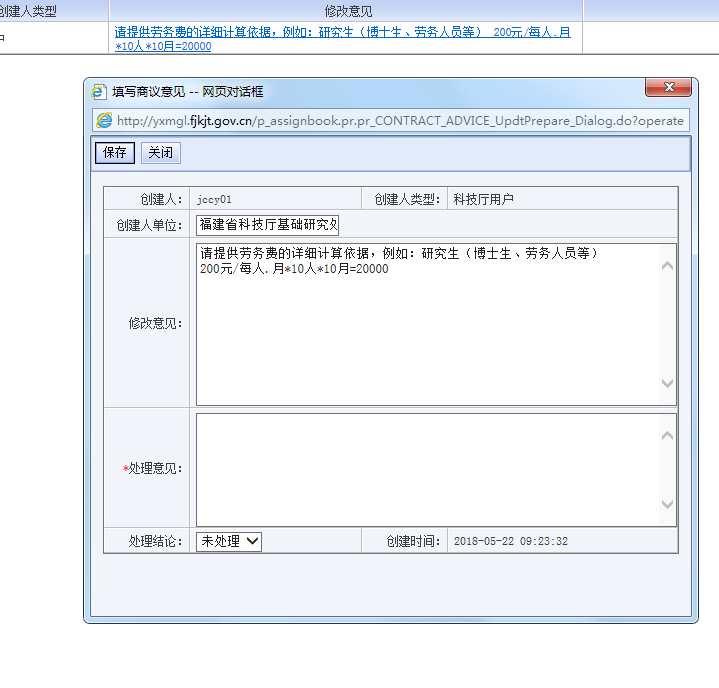 创建人类型 修改意见
请提供劳务费的详细计算依据，例如：研究生（博士生、劳务人员等） 200元/每人.月
*10人*10月=20000
填写商议意见 -- 网页对话框
http://yxmgl.fjkjt.gov.cn/p_assignbook.pr.pr_CONTRACT_ADVICE_UpdtPrepare_Dialog.do?operate
保存 关闭
创建人： jccy01 创建人类型： 科技厅用户
创建人单位： 福建省科技厅基础研究处
修改意见： 请提供劳务费的详细计算依据，例如：研究生（博士生、劳务人员等）
200元/每人.月*10人*10月=20000
*处理意见：
处理结论： 未处理 创建时间： 2018-05-22 09:23:32